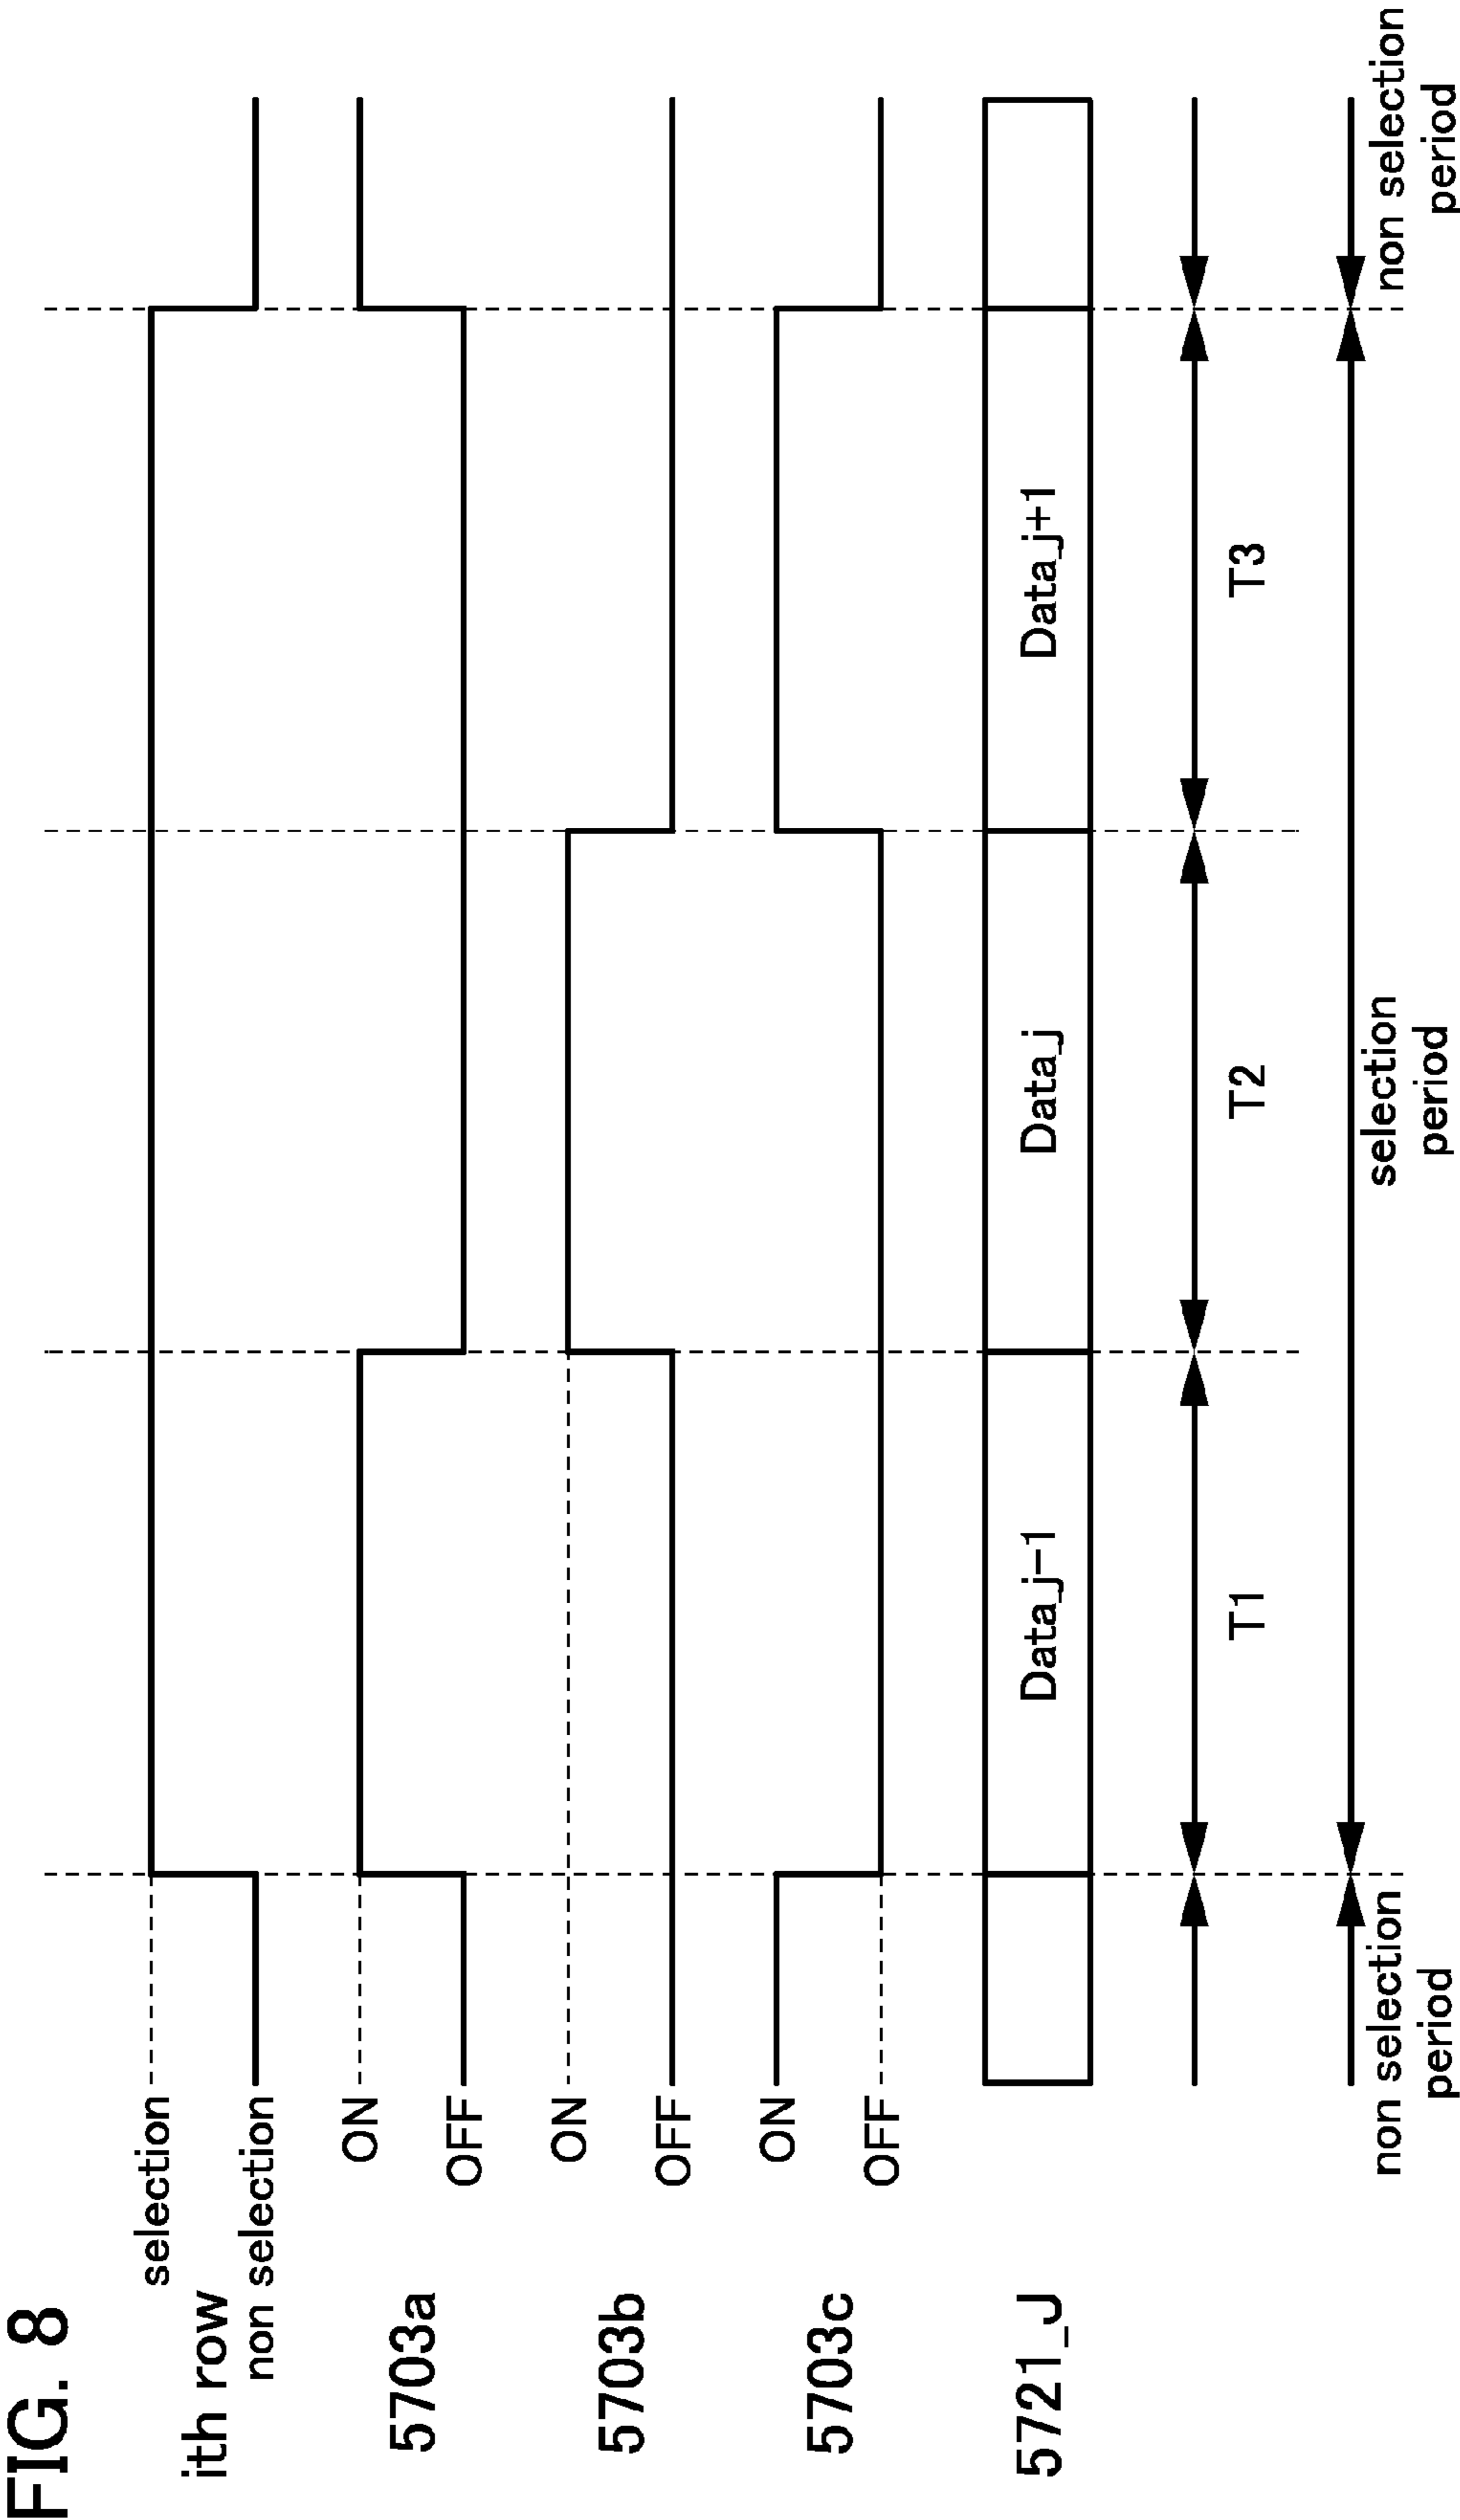 FIG. 8
selection
ith row
non selection
5703a
ON
OFF
5703b
ON
OFF
5703c
ON
OFF
5721_J
Data_j-1
Data_j
Data_j+1
T1
T2
T3
non selection
period
selection
period
non selection
period